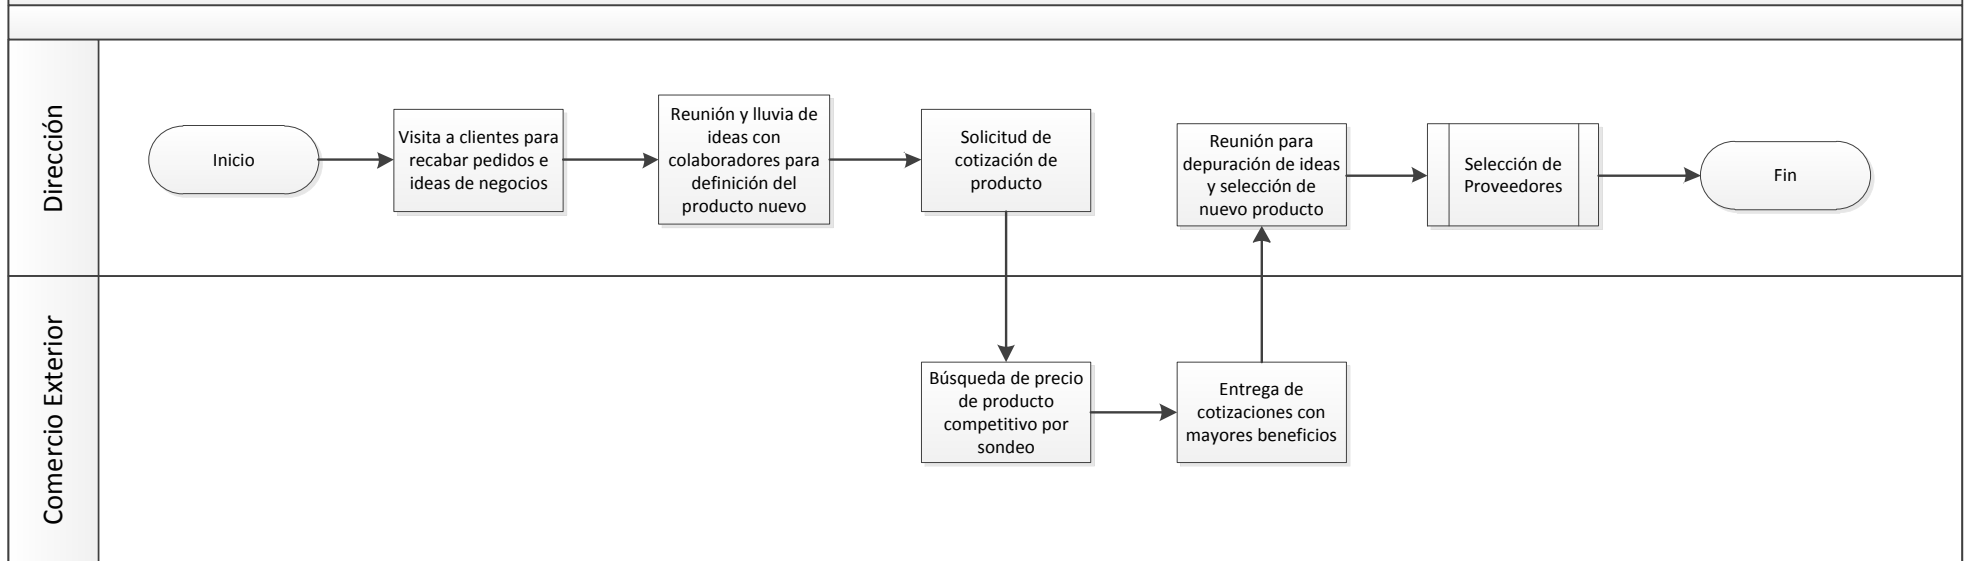 Dirección
Inicio
Visita a clientes para
recabar pedidos e
ideas de negocios
Reunión y lluvia de
ideas con
colaboradores para
definición del
producto nuevo
Solicitud de
cotización de
producto
Reunión para
depuración de ideas
y selección de
nuevo producto
Selección de
Proveedores
Fin
Comercio Exterior
Búsqueda de precio
de producto
competitivo por
sondeo
Entrega de
cotizaciones con
mayores beneficios